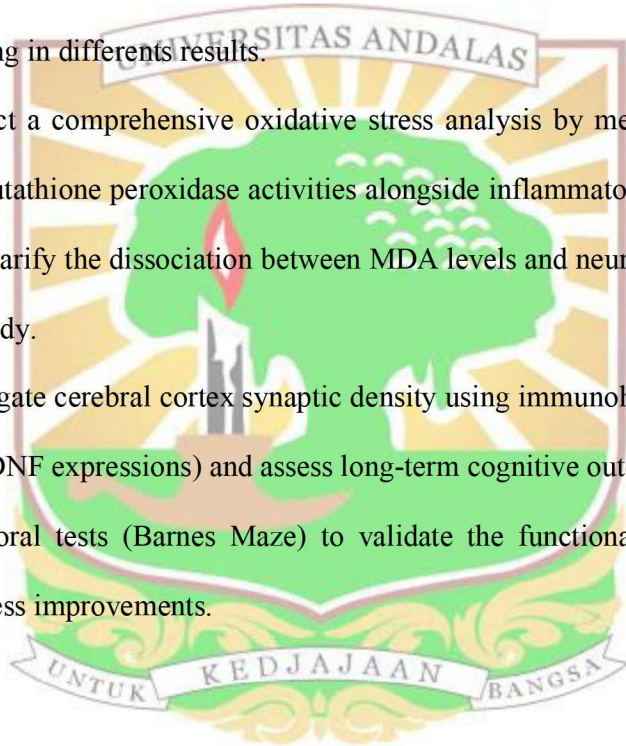 UNIVERSITAS ANDALAS
ng in differents results.
ct a comprehensive oxidative stress analysis by me
utathione peroxidase activities alongside inflammato
arify the dissociation between MDA levels and neur
dy.
gate cerebral cortex synaptic density using immunoh
DNF expressions) and assess long-term cognitive out
oral tests (Barnes Maze) to validate the functiona
ess improvements.
UNTUK KEDJAJAAN BANGSA